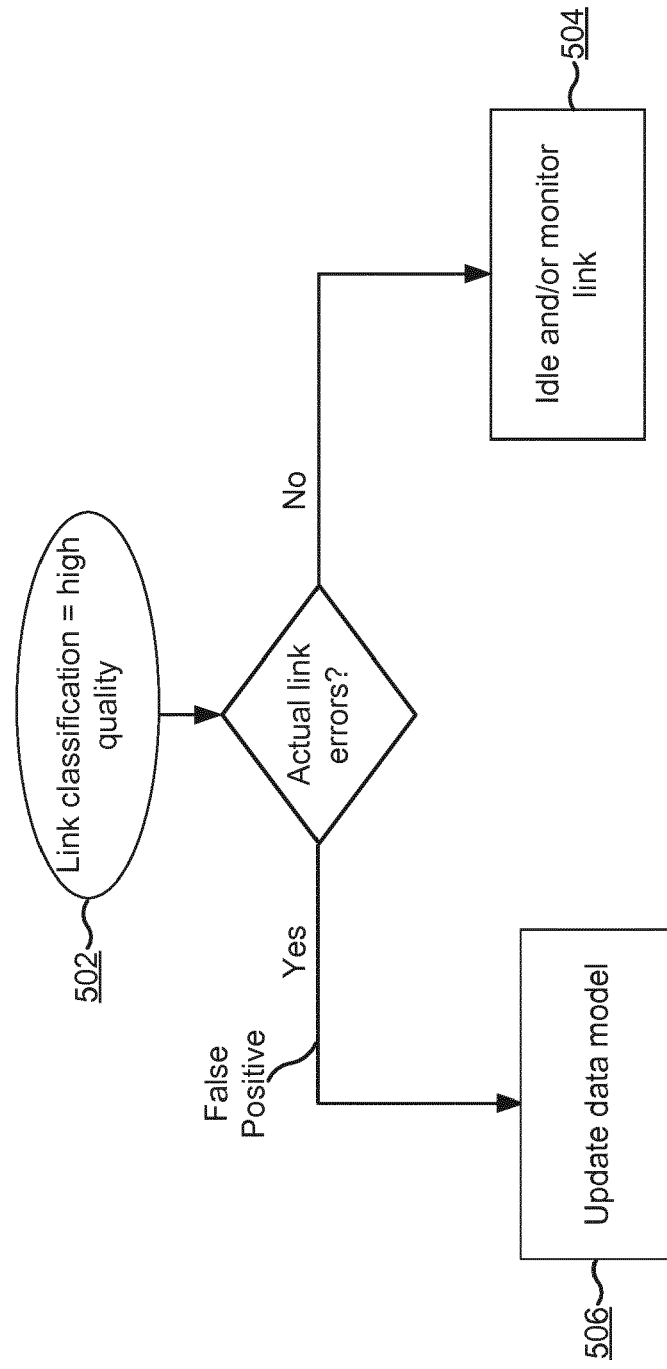 502
Link classification = high
quality
Actual link
errors?
False
Positive
Yes
No
506
Update data model
Idle and/or monitor
link
504